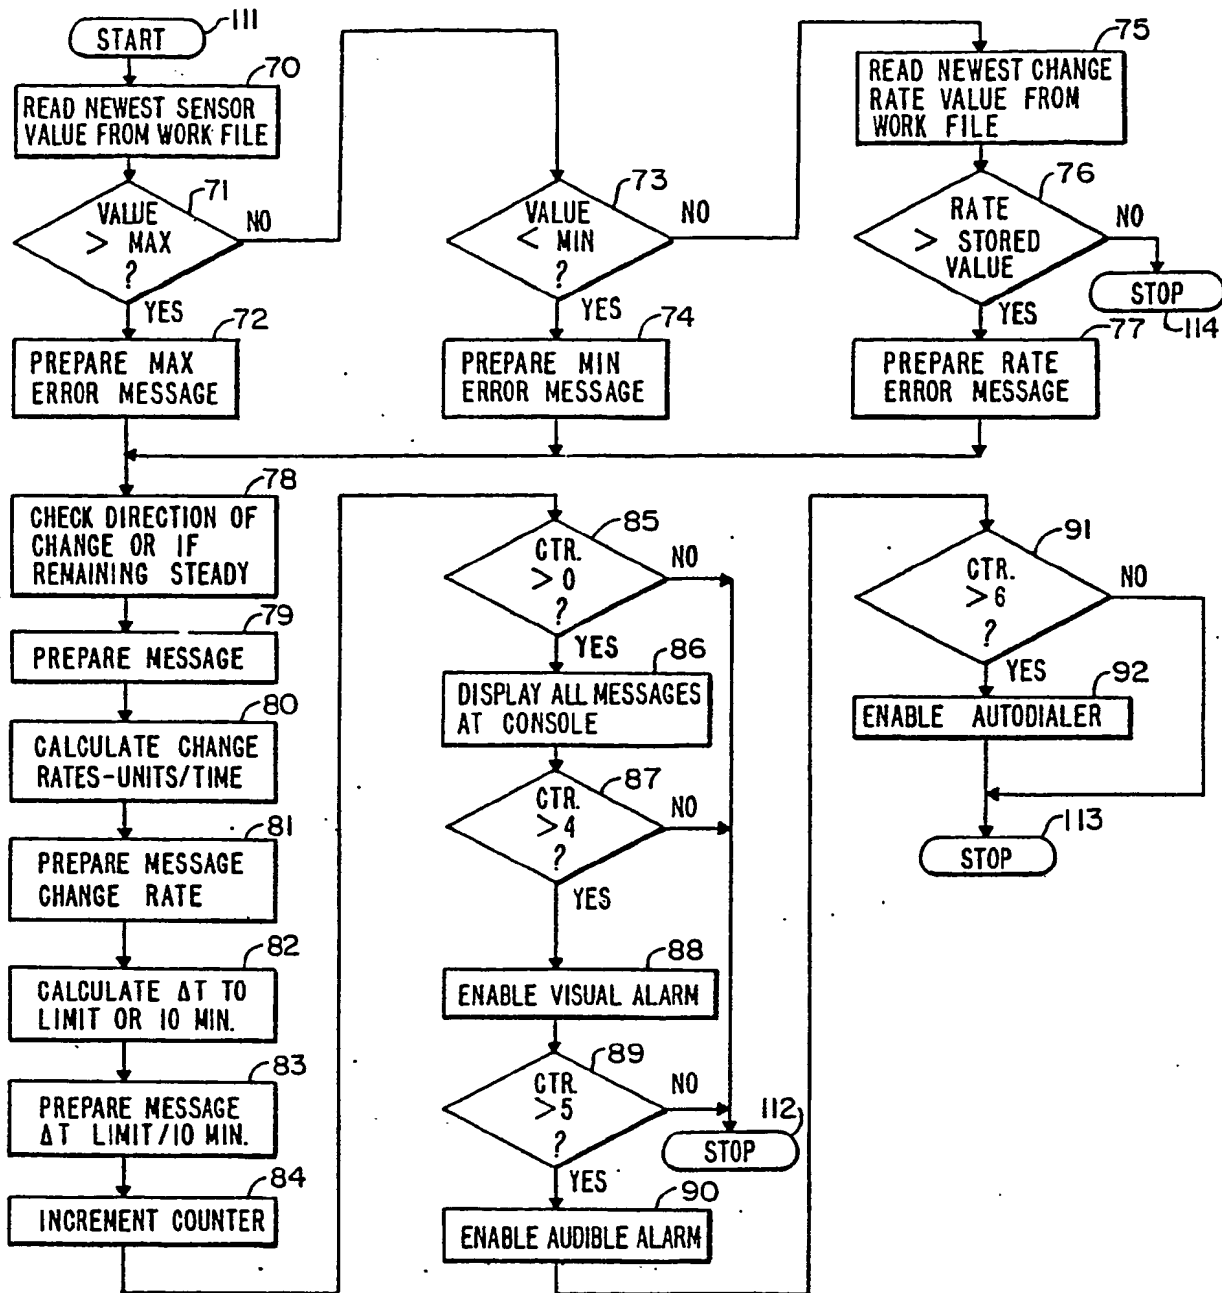 START
111
70
READ NEWEST SENSOR
VALUE FROM WORK FILE
71
VALUE
> MAX
?
NO
YES
72
PREPARE MAX
ERROR MESSAGE
73
VALUE
< MIN
?
NO
YES
74
PREPARE MIN
ERROR MESSAGE
75
READ NEWEST CHANGE
RATE VALUE FROM
WORK FILE
76
RATE
> STORED
VALUE
NO
STOP
114
YES
77
PREPARE RATE
ERROR MESSAGE
78
CHECK DIRECTION OF
CHANGE OR IF
REMAINING STEADY
79
PREPARE MESSAGE
80
CALCULATE CHANGE
RATES-UNITS/TIME
81
PREPARE MESSAGE
CHANGE RATE
82
CALCULATE ΔT TO
LIMIT OR 10 MIN.
83
PREPARE MESSAGE
ΔT LIMIT/10 MIN.
84
INCREMENT COUNTER
85
CTR.
>0
?
NO
YES
86
DISPLAY ALL MESSAGES
AT CONSOLE
87
CTR.
>4
?
NO
YES
88
ENABLE VISUAL ALARM
89
CTR.
>5
?
NO
112
STOP
YES
90
ENABLE AUDIBLE ALARM
91
CTR.
>6
?
NO
YES
92
ENABLE AUTODIALER
113
STOP